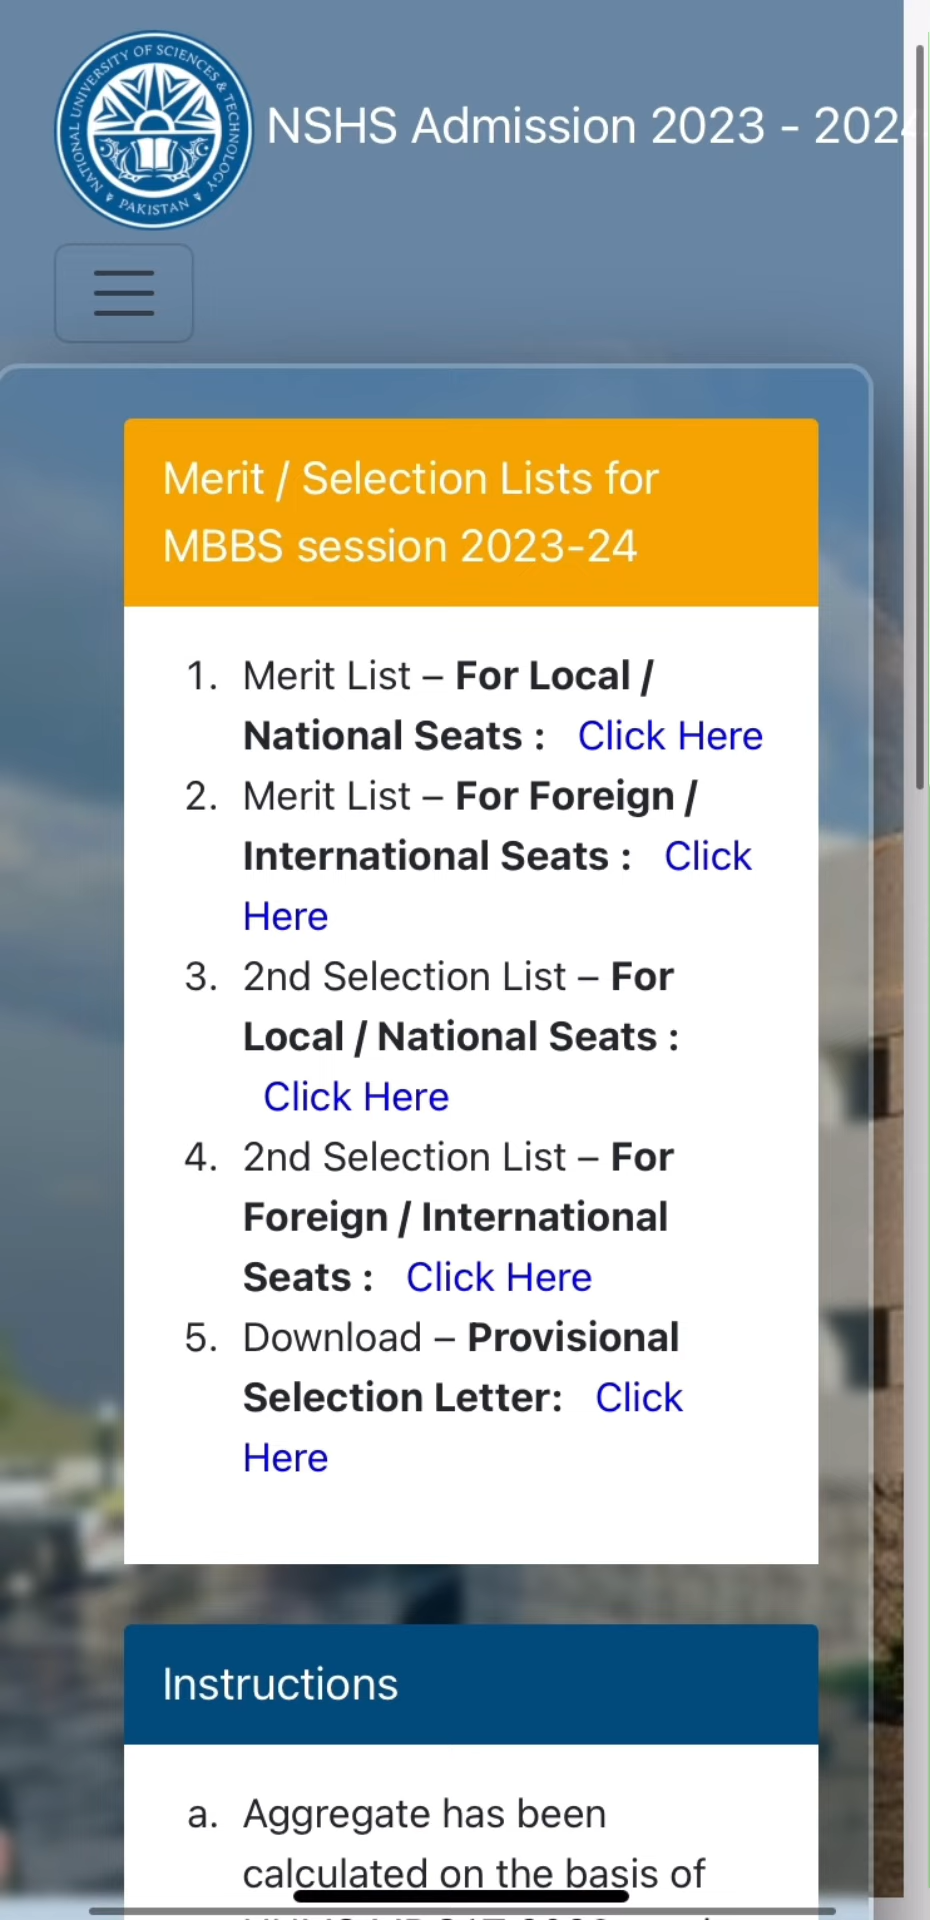 NATIONAL UNIVERSITY OF SCIENCES & TECHNOLOGY
PAKISTAN
NSHS Admission 2023 - 2024
Merit / Selection Lists for
MBBS session 2023-24
1. Merit List – For Local /
National Seats : Click Here
2. Merit List – For Foreign /
International Seats : Click
Here
3. 2nd Selection List – For
Local / National Seats :
Click Here
4. 2nd Selection List – For
Foreign / International
Seats : Click Here
5. Download – Provisional
Selection Letter: Click
Here
Instructions
a. Aggregate has been
calculated on the basis of